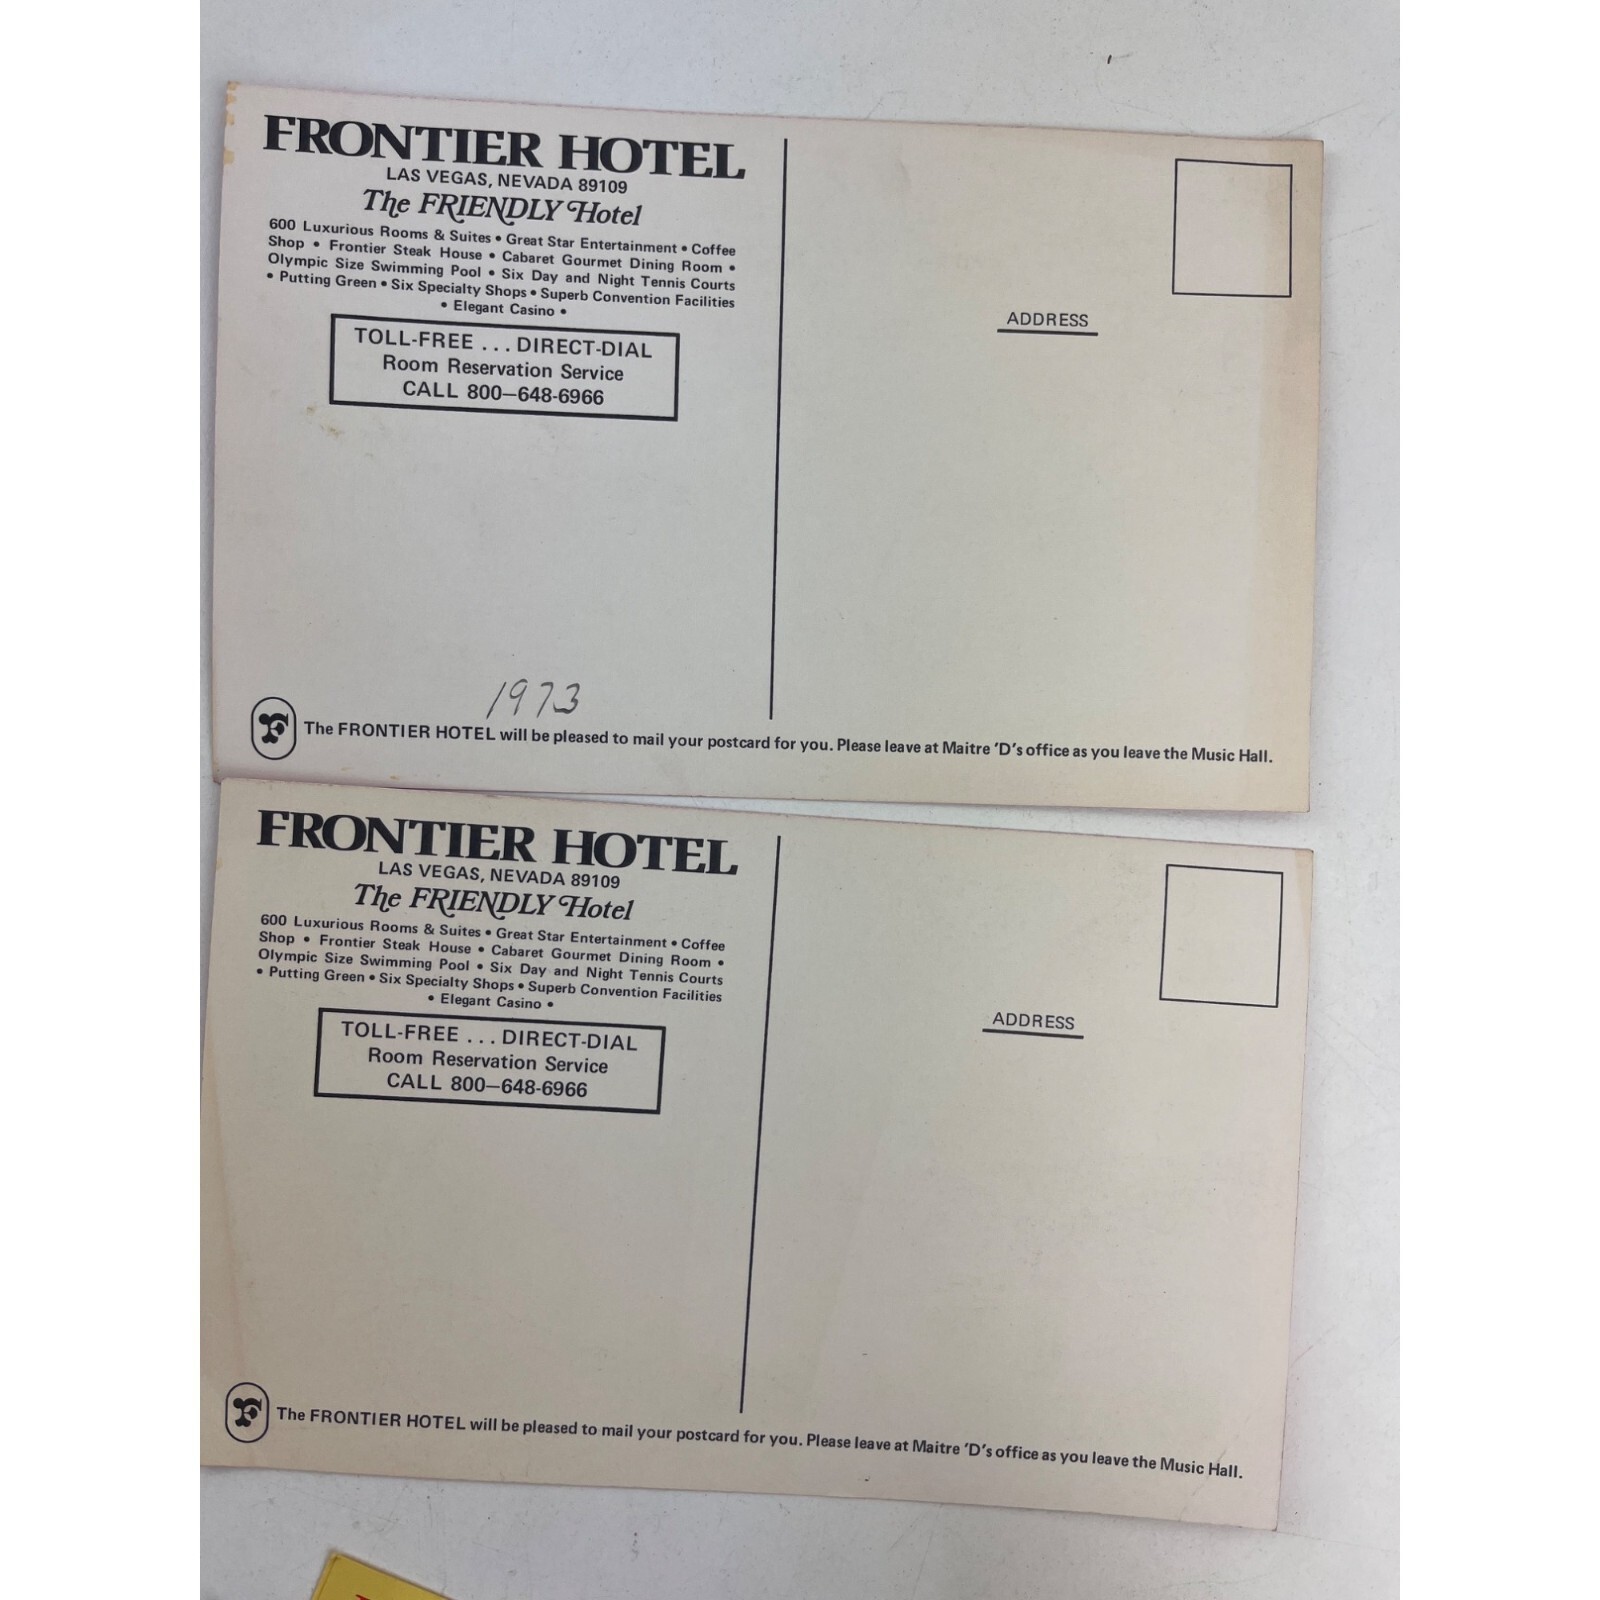 FRONTIER HOTEL
LAS VEGAS, NEVADA 89109
The FRIENDLY Hotel
600 Luxurious Rooms & Suites • Great Star Entertainment • Coffee
Shop • Frontier Steak House • Cabaret Gourmet Dining Room •
Olympic Size Swimming Pool • Six Day and Night Tennis Courts
• Putting Green • Six Specialty Shops • Superb Convention Facilities
• Elegant Casino •
TOLL-FREE ... DIRECT-DIAL
Room Reservation Service
CALL 800–648-6966
ADDRESS
1973
F
The FRONTIER HOTEL will be pleased to mail your postcard for you. Please leave at Maitre 'D's office as you leave the Music Hall.
FRONTIER HOTEL
LAS VEGAS, NEVADA 89109
The FRIENDLY Hotel
600 Luxurious Rooms & Suites • Great Star Entertainment • Coffee
Shop • Frontier Steak House • Cabaret Gourmet Dining Room •
Olympic Size Swimming Pool • Six Day and Night Tennis Courts
• Putting Green • Six Specialty Shops • Superb Convention Facilities
• Elegant Casino •
TOLL-FREE ... DIRECT-DIAL
Room Reservation Service
CALL 800–648-6966
ADDRESS
F
The FRONTIER HOTEL will be pleased to mail your postcard for you. Please leave at Maitre 'D's office as you leave the Music Hall.